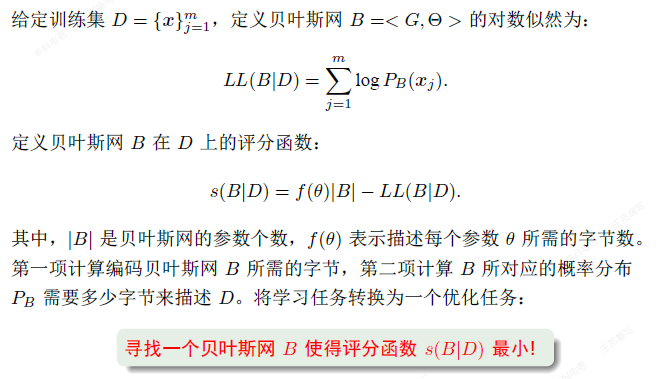 给定训练集 D = {x}_{j=1}^{m}，定义贝叶斯网 B =< G, Θ > 的对数似然为：
LL(B|D) = \sum_{j=1}^{m} log P_B(x_j).
定义贝叶斯网 B 在 D 上的评分函数：
s(B|D) = f(θ)|B| − LL(B|D).
其中，|B| 是贝叶斯网的参数个数，f(θ) 表示描述每个参数 θ 所需的字节数。
第一项计算编码贝叶斯网 B 所需的字节，第二项计算 B 所对应的概率分布
P_B 需要多少字节来描述 D。将学习任务转换为一个优化任务：
寻找一个贝叶斯网 B 使得评分函数 s(B|D) 最小!